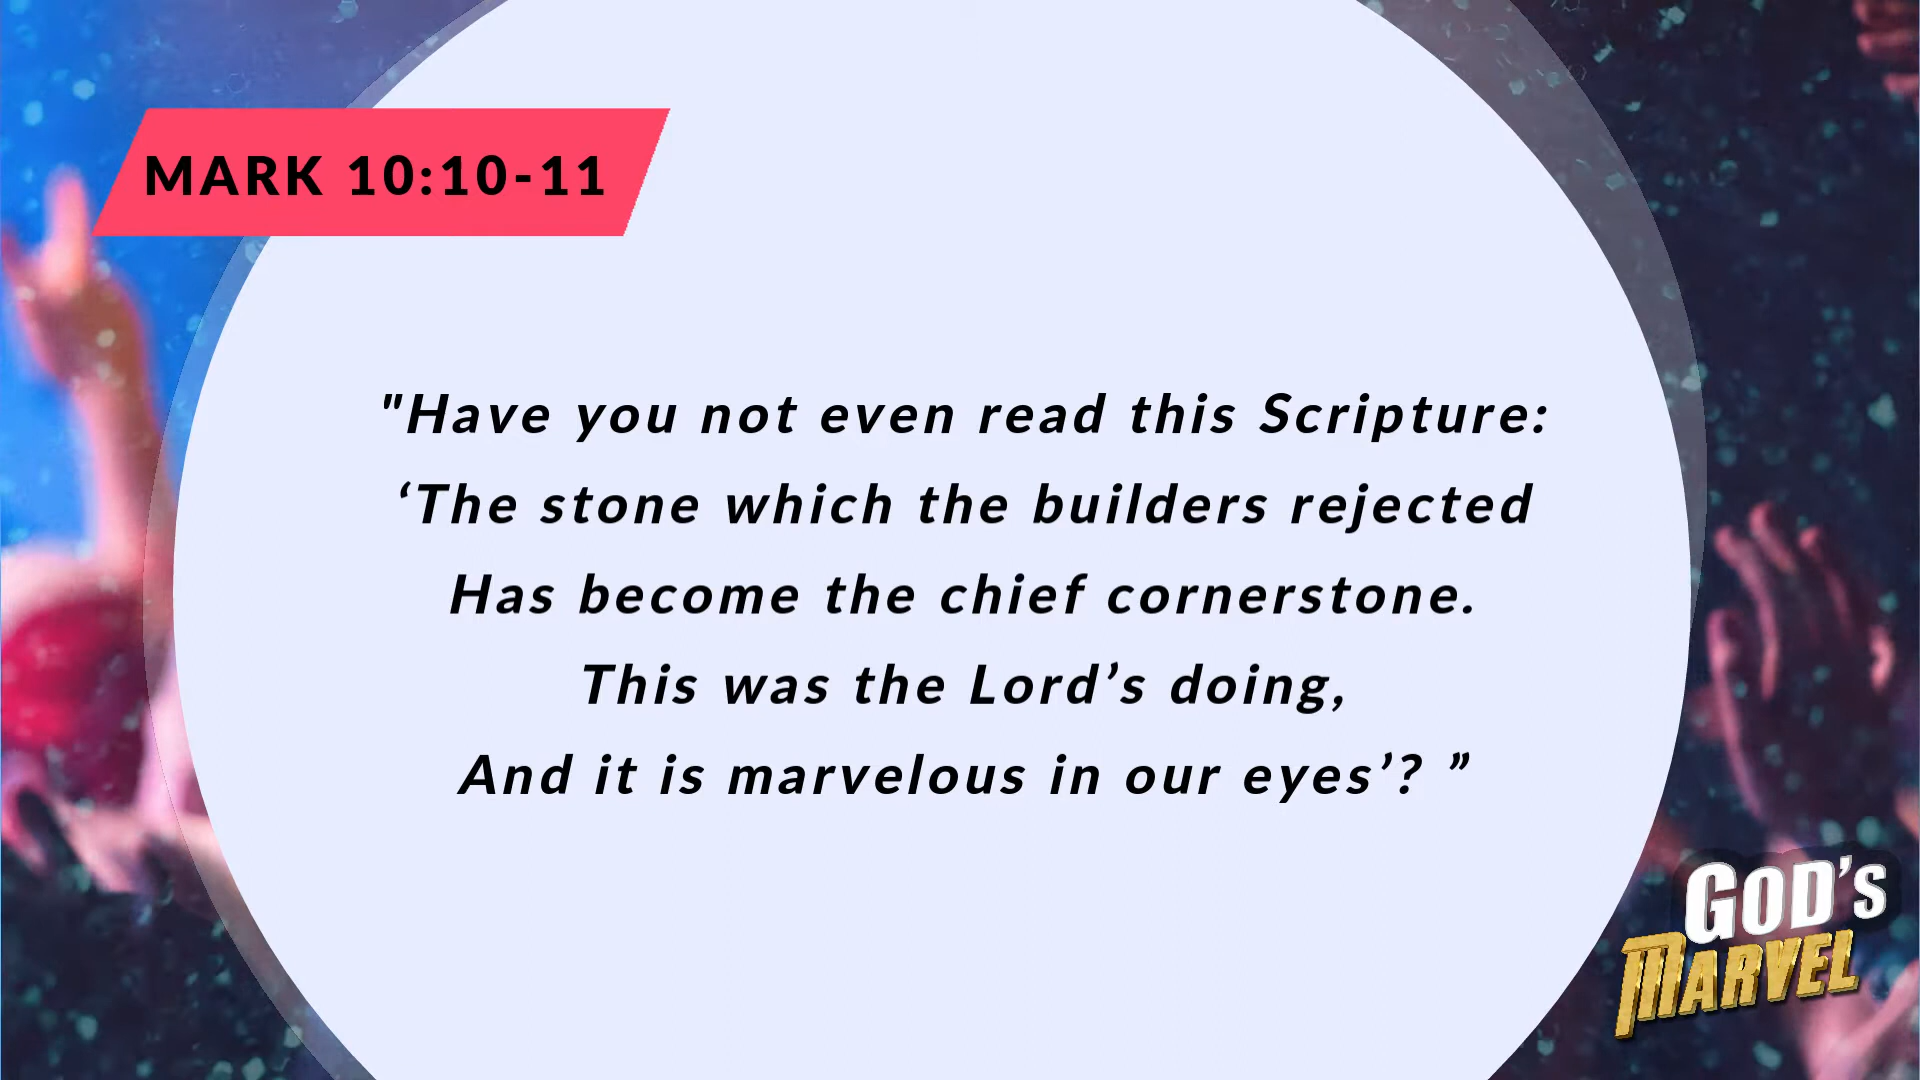 MARK 10:10-11
"Have you not even read this Scripture:
‘The stone which the builders rejected
Has become the chief cornerstone.
This was the Lord’s doing,
And it is marvelous in our eyes’? ”
GOD’s
MARVEL